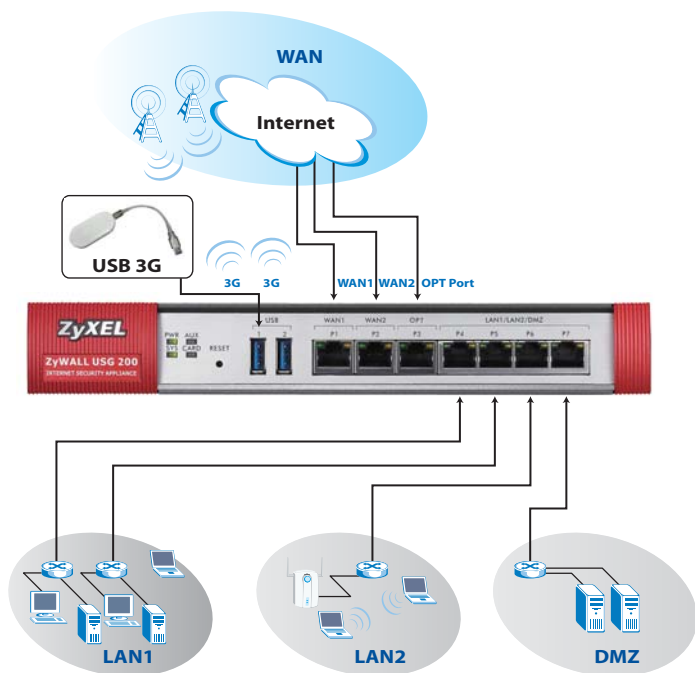 WAN
Internet
USB 3G
3G 3G
WAN1 WAN2 OPT Port
ZyXEL
ZyWALL USG 200
INTERNET SECURITY APPLIANCE
PWR AUX
SYS CARD
RESET
USB
1 2
WAN1 WAN2 OPT LAN1/LAN2/DMZ
P1 P2 P3 P4 P5 P6 P7
LAN1
LAN2
DMZ